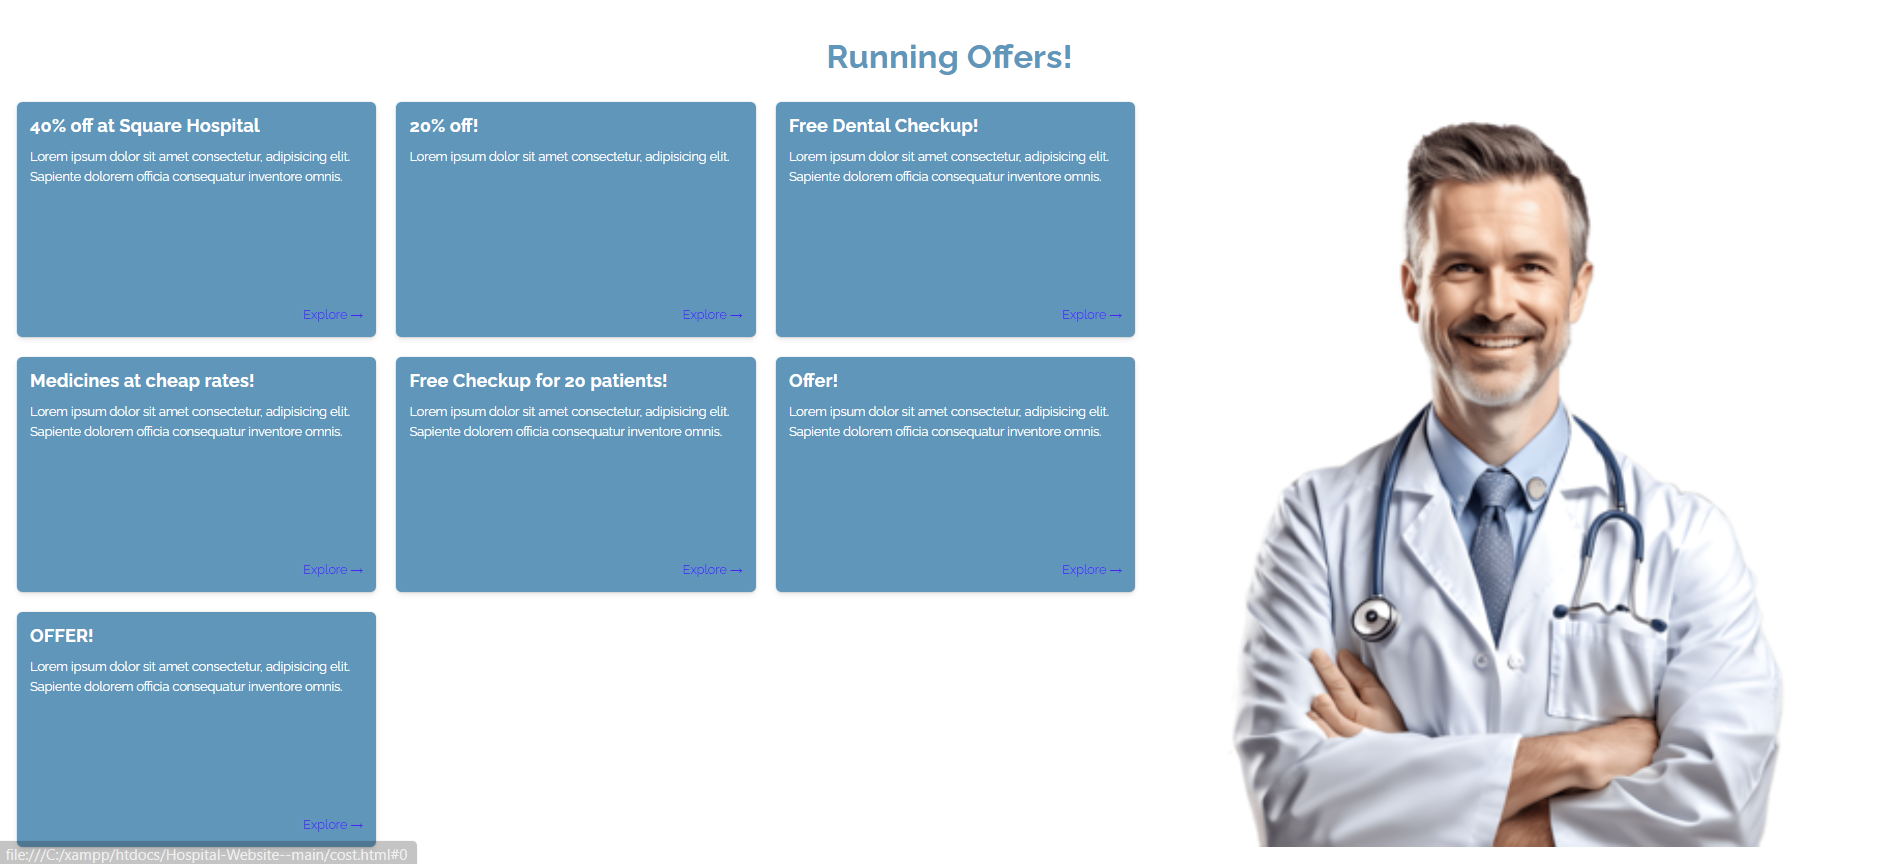 Running Offers!
40% off at Square Hospital
Lorem ipsum dolor sit amet consectetur, adipisicing elit.
Sapiente dolorem officia consequatur inventore omnis.
Explore →
20% off!
Lorem ipsum dolor sit amet consectetur, adipisicing elit.
Explore →
Free Dental Checkup!
Lorem ipsum dolor sit amet consectetur, adipisicing elit.
Sapiente dolorem officia consequatur inventore omnis.
Explore →
Medicines at cheap rates!
Lorem ipsum dolor sit amet consectetur, adipisicing elit.
Sapiente dolorem officia consequatur inventore omnis.
Explore →
Free Checkup for 20 patients!
Lorem ipsum dolor sit amet consectetur, adipisicing elit.
Sapiente dolorem officia consequatur inventore omnis.
Explore →
Offer!
Lorem ipsum dolor sit amet consectetur, adipisicing elit.
Sapiente dolorem officia consequatur inventore omnis.
Explore →
OFFER!
Lorem ipsum dolor sit amet consectetur, adipisicing elit.
Sapiente dolorem officia consequatur inventore omnis.
Explore →
file:///C:/xampp/htdocs/Hospital-Website--main/cost.html#0